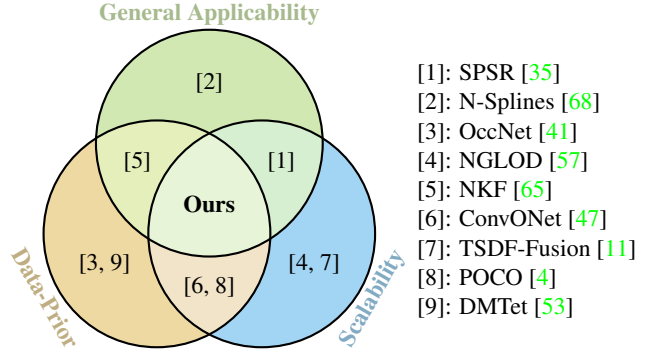 General Applicability
[2]
[5]
[1]
Ours
[3, 9]
[4, 7]
[6, 8]
Data-Prior
Scalability
[1]: SPSR [35]
[2]: N-Splines [68]
[3]: OccNet [41]
[4]: NGLOD [57]
[5]: NKF [65]
[6]: ConvONet [47]
[7]: TSDF-Fusion [11]
[8]: POCO [4]
[9]: DMTet [53]